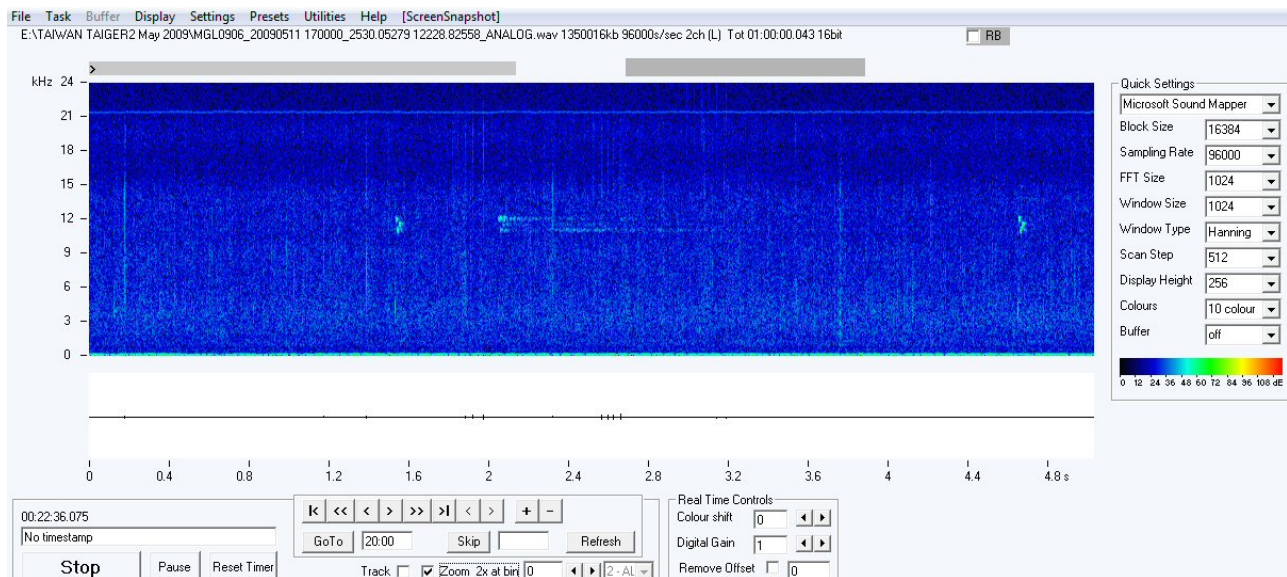 File Task Buffer Display Settings Presets Utilities Help [ScreenSnapshot]
E:\TAIWAN TAIGER2 May 2009\MGL0906_20090511 170000_2530.05279 12228.82558_ANALOG.wav 1350016kb 96000s/sec 2ch (L) Tot 01:00:00.043 16bit
RB
>
kHz 24
21
18
15
12
9
6
3
0
0 0.4 0.8 1.2 1.6 2 2.4 2.8 3.2 3.6 4 4.4 4.8 s
Quick Settings
Microsoft Sound Mapper
Block Size 16384
Sampling Rate 96000
FFT Size 1024
Window Size 1024
Window Type Hanning
Scan Step 512
Display Height 256
Colours 10 colour
Buffer off
0 12 24 36 48 60 72 84 96 108 dE
00:22:36.075
No timestamp
Stop Pause Reset Timer
|< << < > >> >| < > + -
GoTo 20:00 Skip Refresh
Track Zoom 2x at bin 0 2 - AL
Real Time Controls
Colour shift 0
Digital Gain 1
Remove Offset 0